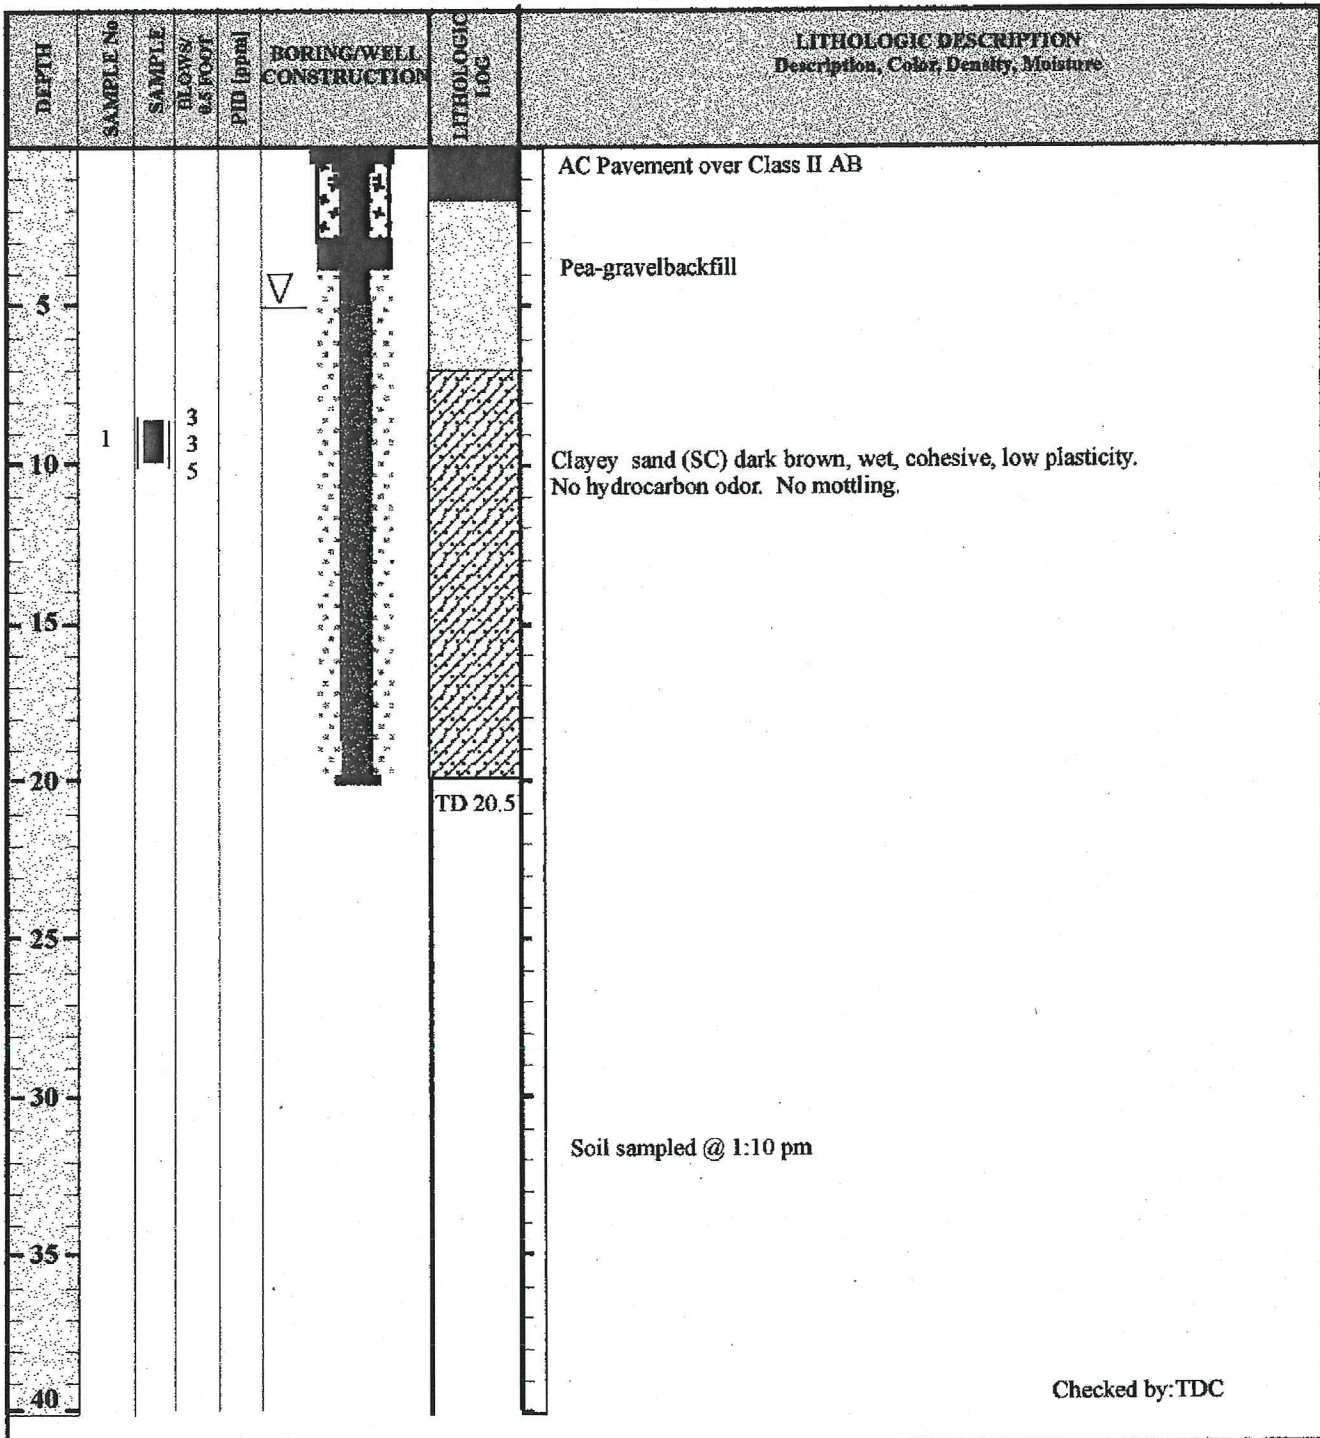 DEPTH
SAMPLE No
SAMPLE
BLOWS/
0.5 FOOT
PID [ppm]
BORING/WELL
CONSTRUCTION
LITHOLOGIC
LOG
LITHOLOGIC DESCRIPTION
Description, Color, Density, Moisture
AC Pavement over Class II AB
Pea-gravelbackfill
5
3
1
3
10
5
Clayey sand (SC) dark brown, wet, cohesive, low plasticity.
No hydrocarbon odor. No mottling.
15
20
TD 20.5
25
30
Soil sampled @ 1:10 pm
35
40
Checked by:TDC